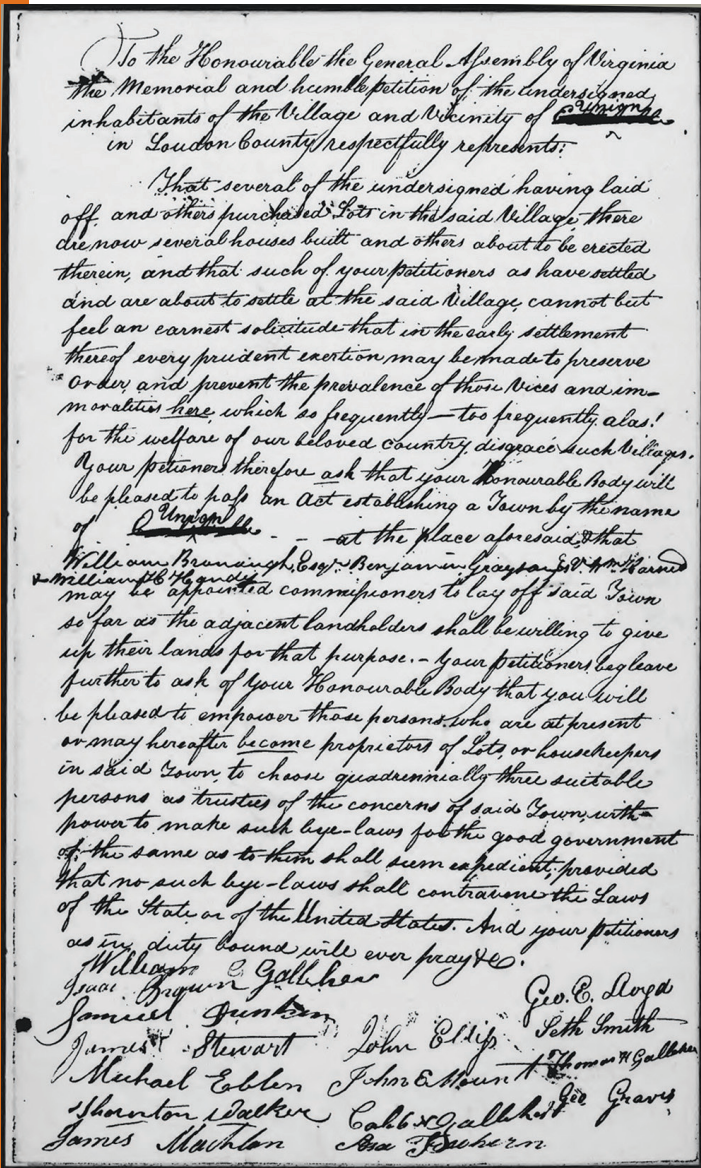 To the Honourable the General Assembly of Virginia
the Memorial and humble petition of the undersigned
inhabitants of the Village and Vicinity of Union
in Loudon County respectfully represents:
That several of the undersigned having laid
off, and others purchased Lots in the said Village, there
are now several houses built and others about to be erected
therein, and that such of your petitioners as have settled
and are about to settle at the said Village, cannot but
feel an earnest solicitude that in the early settlement
thereof every prudent exertion may be made to preserve
Order, and prevent the prevalence of those Vices and im-
moralities here, which so frequently — too frequently, alas!
for the welfare of our beloved country, disgrace such Villages.
Your petioners therefore ask that your Honourable Body will
be pleased to pass an Act establishing a Town by the name
of Union - - at the place aforesaid, & that
William Bronaugh, Esqr. Benjamin Grayson, Wm Harned
& William H Handy
may be appointed commissioners to lay off said Town
so far as the adjacent landholders shall be willing to give
up their lands for that purpose. - Your petitioners beg leave
further to ask of your Honourable Body that you will
be pleased to empower those persons who are at present
or may hereafter become proprietors of Lots, or housekeepers
in said Town, to choose quadrennially three suitable
persons as trustees of the concerns of said Town, with
power to make such bye-laws for the good government
of the same as to them shall seem expedient, provided
that no such bye-laws shall contravene the Laws
of the State or of the United States. And your Petitioners
as in duty bound will ever pray &c.
William G Galliher
Isaac Brown
Geo. E. Lloyd
Samuel Dunkin
Seth Smith
James Stewart John Ellis
Thomas H Galliher
Michael Eblen John E Mount
Geo Graves
Thornton Walker Caleb N Galliher
James Asa